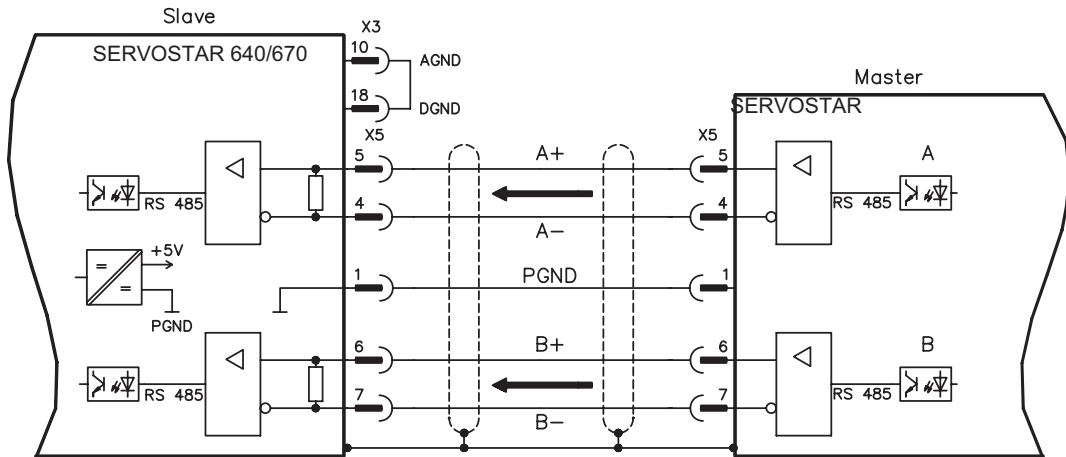 Slave
X3
SERVOSTAR 640/670
10
AGND
Master
18
DGND
SERVOSTAR
X5
X5
5
A+
5
A
RS 485
4
A-
4
RS 485
+5V
1
PGND
1
PGND
6
B+
6
B
RS 485
7
B-
7
RS 485